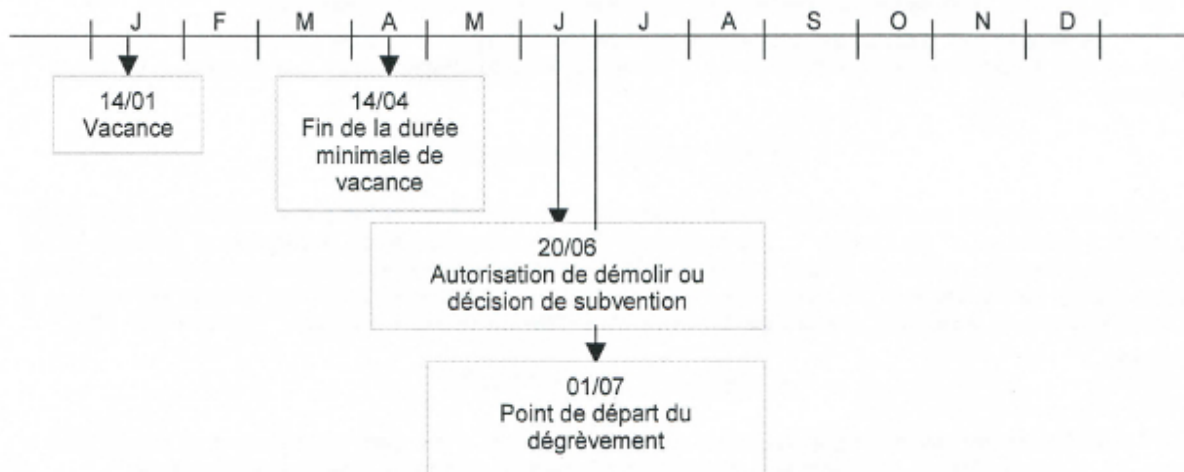 J F M A M J J A S O N D
14/01
Vacance
14/04
Fin de la durée
minimale de
vacance
20/06
Autorisation de démolir ou
décision de subvention
01/07
Point de départ du
dégrèvement